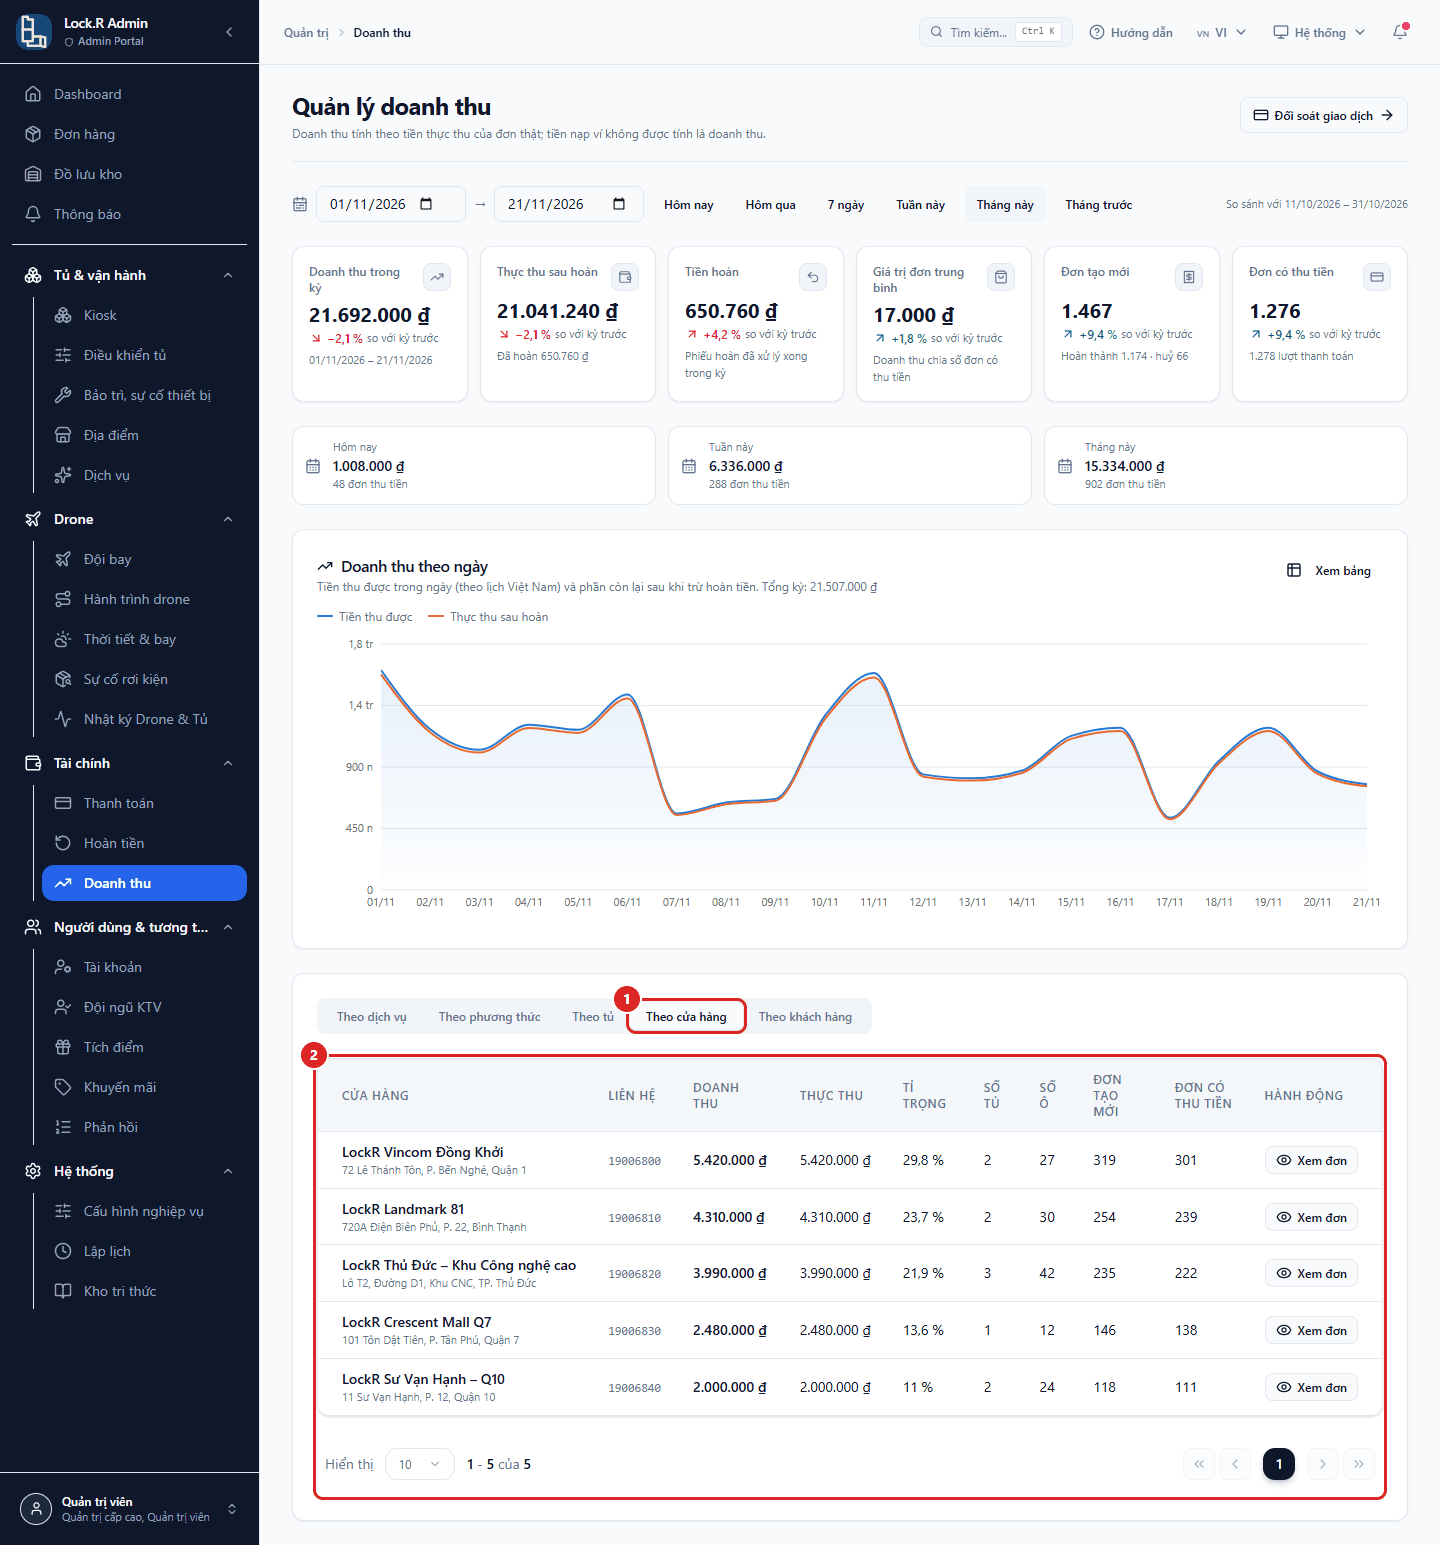 Lock.R Admin
Admin Portal
Dashboard
Đơn hàng
Đồ lưu kho
Thông báo
Tủ & vận hành
Kiosk
Điều khiển tủ
Bảo trì, sự cố thiết bị
Địa điểm
Dịch vụ
Drone
Đội bay
Hành trình drone
Thời tiết & bay
Sự cố rơi kiện
Nhật ký Drone & Tủ
Tài chính
Thanh toán
Hoàn tiền
Doanh thu
Người dùng & tương t...
Tài khoản
Đội ngũ KTV
Tích điểm
Khuyến mãi
Phản hồi
Hệ thống
Cấu hình nghiệp vụ
Lập lịch
Kho tri thức
Quản trị viên
Quản trị cấp cao, Quản trị viên
Quản trị > Doanh thu
Tìm kiếm... Ctrl K
Hướng dẫn
VN VI
Hệ thống
Quản lý doanh thu
Doanh thu tính theo tiền thực thu của đơn thật; tiền nạp ví không được tính là doanh thu.
Đối soát giao dịch →
01/11/2026 → 21/11/2026 Hôm nay Hôm qua 7 ngày Tuần này Tháng này Tháng trước
So sánh với 11/10/2026 – 31/10/2026
Doanh thu trong kỳ
21.692.000 ₫
−2,1 % so với kỳ trước
01/11/2026 – 21/11/2026
Thực thu sau hoàn
21.041.240 ₫
−2,1 % so với kỳ trước
Đã hoàn 650.760 ₫
Tiền hoàn
650.760 ₫
+4,2 % so với kỳ trước
Phiếu hoàn đã xử lý xong trong kỳ
Giá trị đơn trung bình
17.000 ₫
+1,8 % so với kỳ trước
Doanh thu chia số đơn có thu tiền
Đơn tạo mới
1.467
+9,4 % so với kỳ trước
Hoàn thành 1.174 · huỷ 66
Đơn có thu tiền
1.276
+9,4 % so với kỳ trước
1.278 lượt thanh toán
Hôm nay
1.008.000 ₫
48 đơn thu tiền
Tuần này
6.336.000 ₫
288 đơn thu tiền
Tháng này
15.334.000 ₫
902 đơn thu tiền
Doanh thu theo ngày
Tiền thu được trong ngày (theo lịch Việt Nam) và phần còn lại sau khi trừ hoàn tiền. Tổng kỳ: 21.507.000 ₫
Xem bảng
Tiền thu được Thực thu sau hoàn
1,8 tr
1,4 tr
900 n
450 n
0
01/11 02/11 03/11 04/11 05/11 06/11 07/11 08/11 09/11 10/11 11/11 12/11 13/11 14/11 15/11 16/11 17/11 18/11 19/11 20/11 21/11
1
Theo dịch vụ Theo phương thức Theo tủ Theo cửa hàng Theo khách hàng
2
CỬA HÀNG LIÊN HỆ DOANH THU THỰC THU TỈ TRỌNG SỐ TỦ SỐ Ô ĐƠN TẠO MỚI ĐƠN CÓ THU TIỀN HÀNH ĐỘNG
LockR Vincom Đồng Khởi
72 Lê Thánh Tôn, P. Bến Nghé, Quận 1
19006800 5.420.000 ₫ 5.420.000 ₫ 29,8 % 2 27 319 301 Xem đơn
LockR Landmark 81
720A Điện Biên Phủ, P. 22, Bình Thạnh
19006810 4.310.000 ₫ 4.310.000 ₫ 23,7 % 2 30 254 239 Xem đơn
LockR Thủ Đức – Khu Công nghệ cao
Lô T2, Đường D1, Khu CNC, TP. Thủ Đức
19006820 3.990.000 ₫ 3.990.000 ₫ 21,9 % 3 42 235 222 Xem đơn
LockR Crescent Mall Q7
101 Tôn Dật Tiên, P. Tân Phú, Quận 7
19006830 2.480.000 ₫ 2.480.000 ₫ 13,6 % 1 12 146 138 Xem đơn
LockR Sư Vạn Hạnh – Q10
11 Sư Vạn Hạnh, P. 12, Quận 10
19006840 2.000.000 ₫ 2.000.000 ₫ 11 % 2 24 118 111 Xem đơn
Hiển thị 10 1 - 5 của 5
1